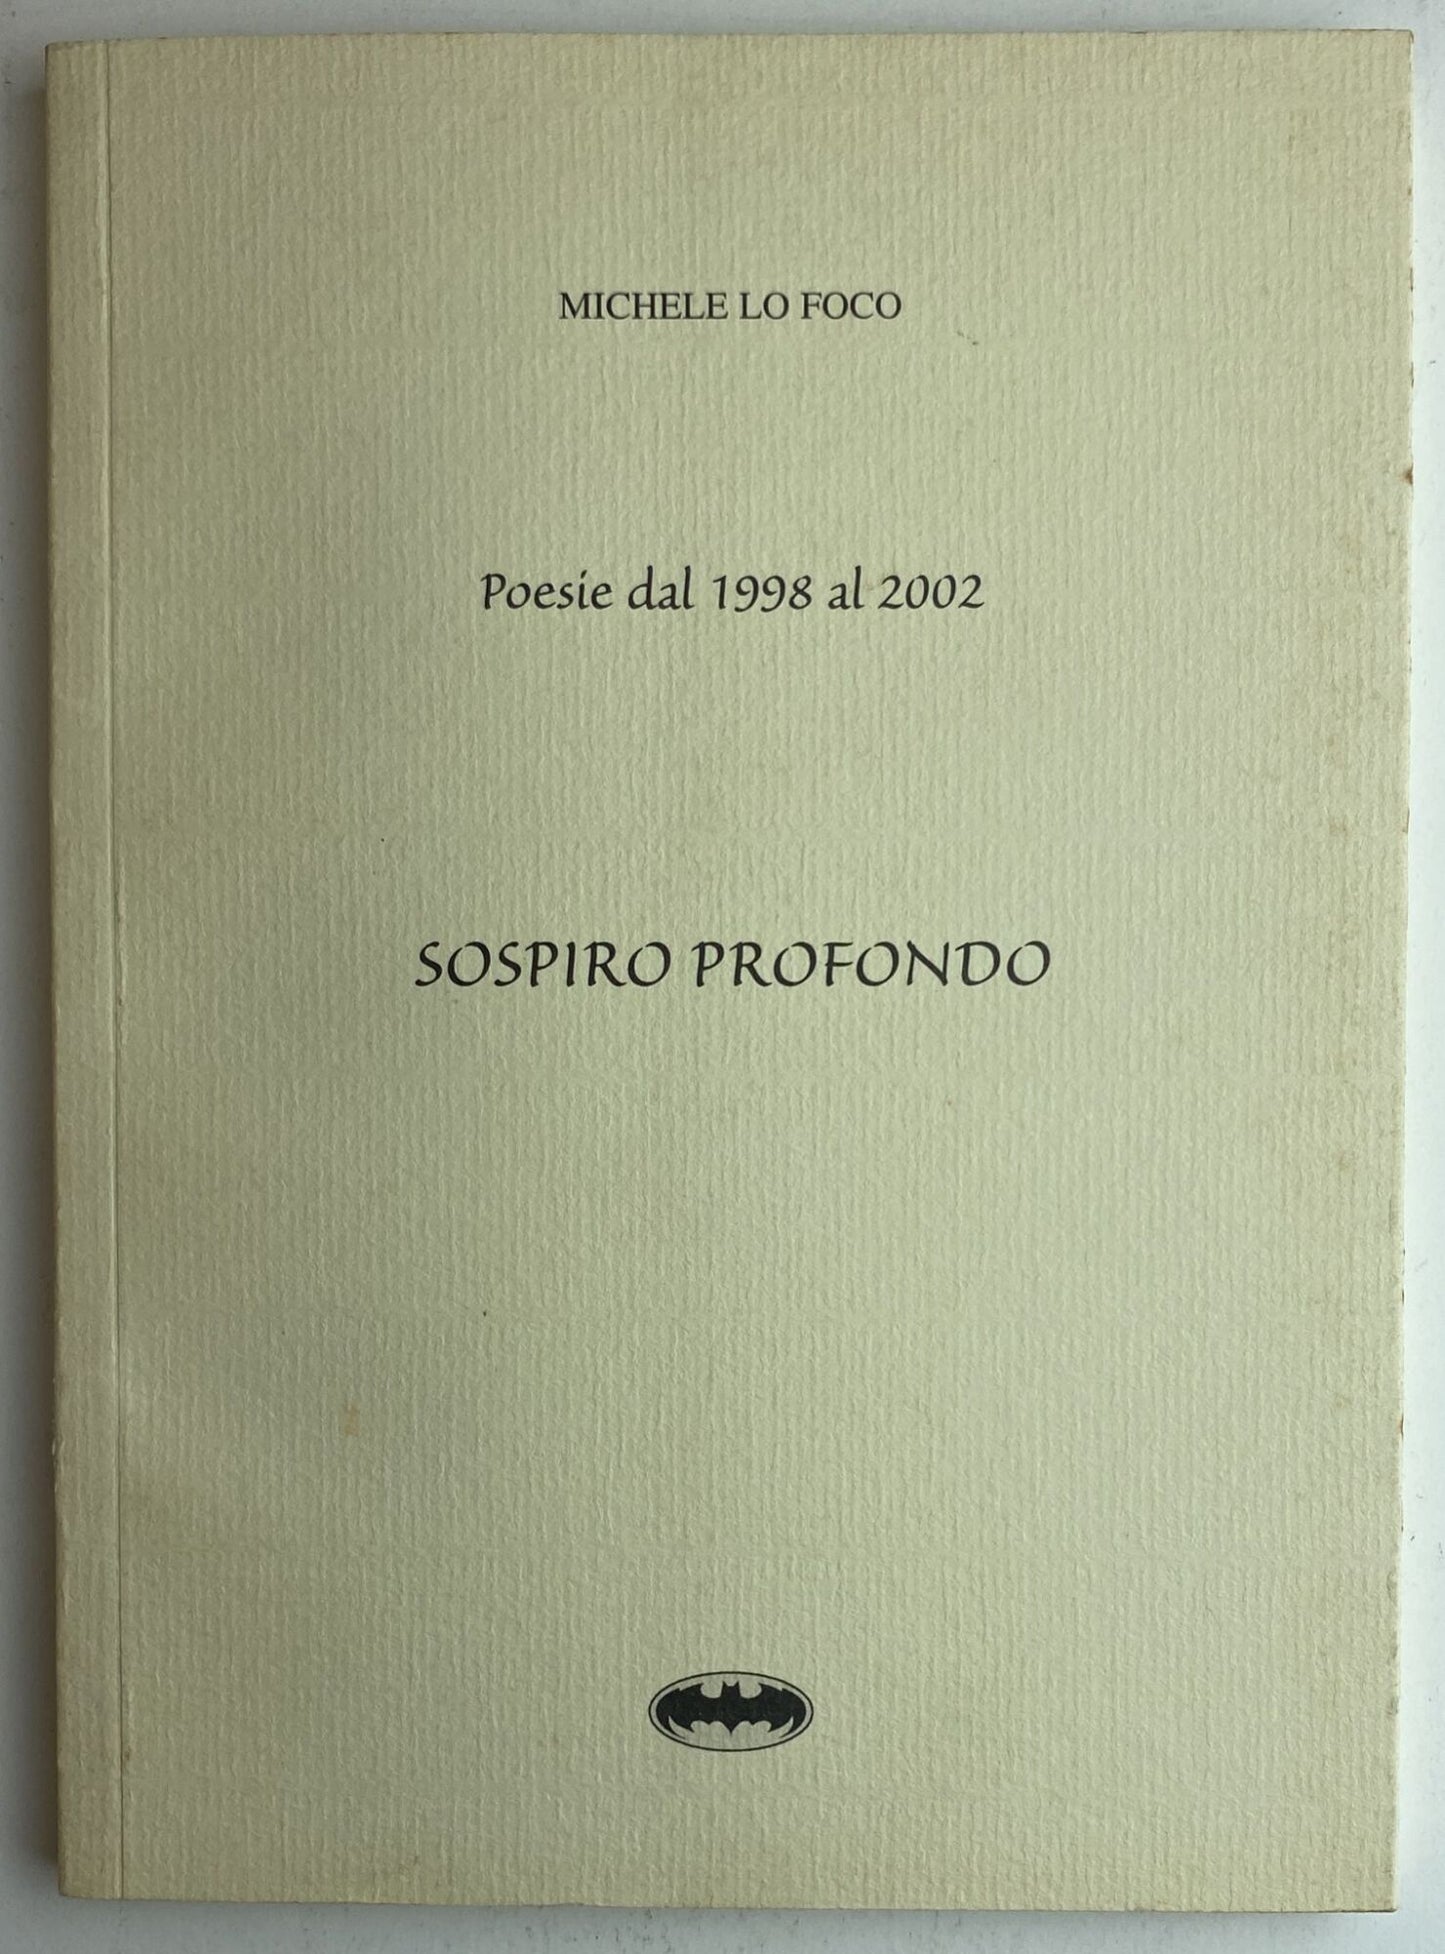 MICHELE LO FOCO
Poesie dal 1998 al 2002
SOSPIRO PROFONDO